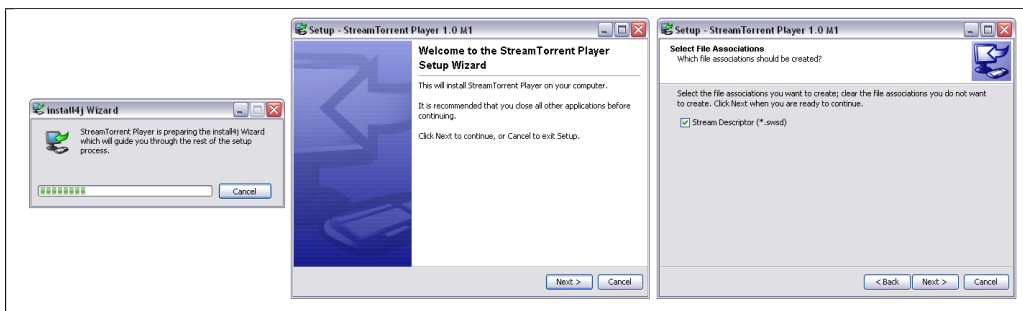 install4j Wizard
StreamTorrent Player is preparing the install4j Wizard
which will guide you through the rest of the setup
process.
Cancel
Setup - StreamTorrent Player 1.0 M1
Welcome to the StreamTorrent Player
Setup Wizard
This will install StreamTorrent Player on your computer.
It is recommended that you close all other applications before
continuing.
Click Next to continue, or Cancel to exit Setup.
Next >
Cancel
Setup - StreamTorrent Player 1.0 M1
Select File Associations
Which file associations should be created?
Select the file associations you want to create; clear the file associations you do not want
to create. Click Next when you are ready to continue.
Stream Descriptor (*.swsd)
< Back
Next >
Cancel